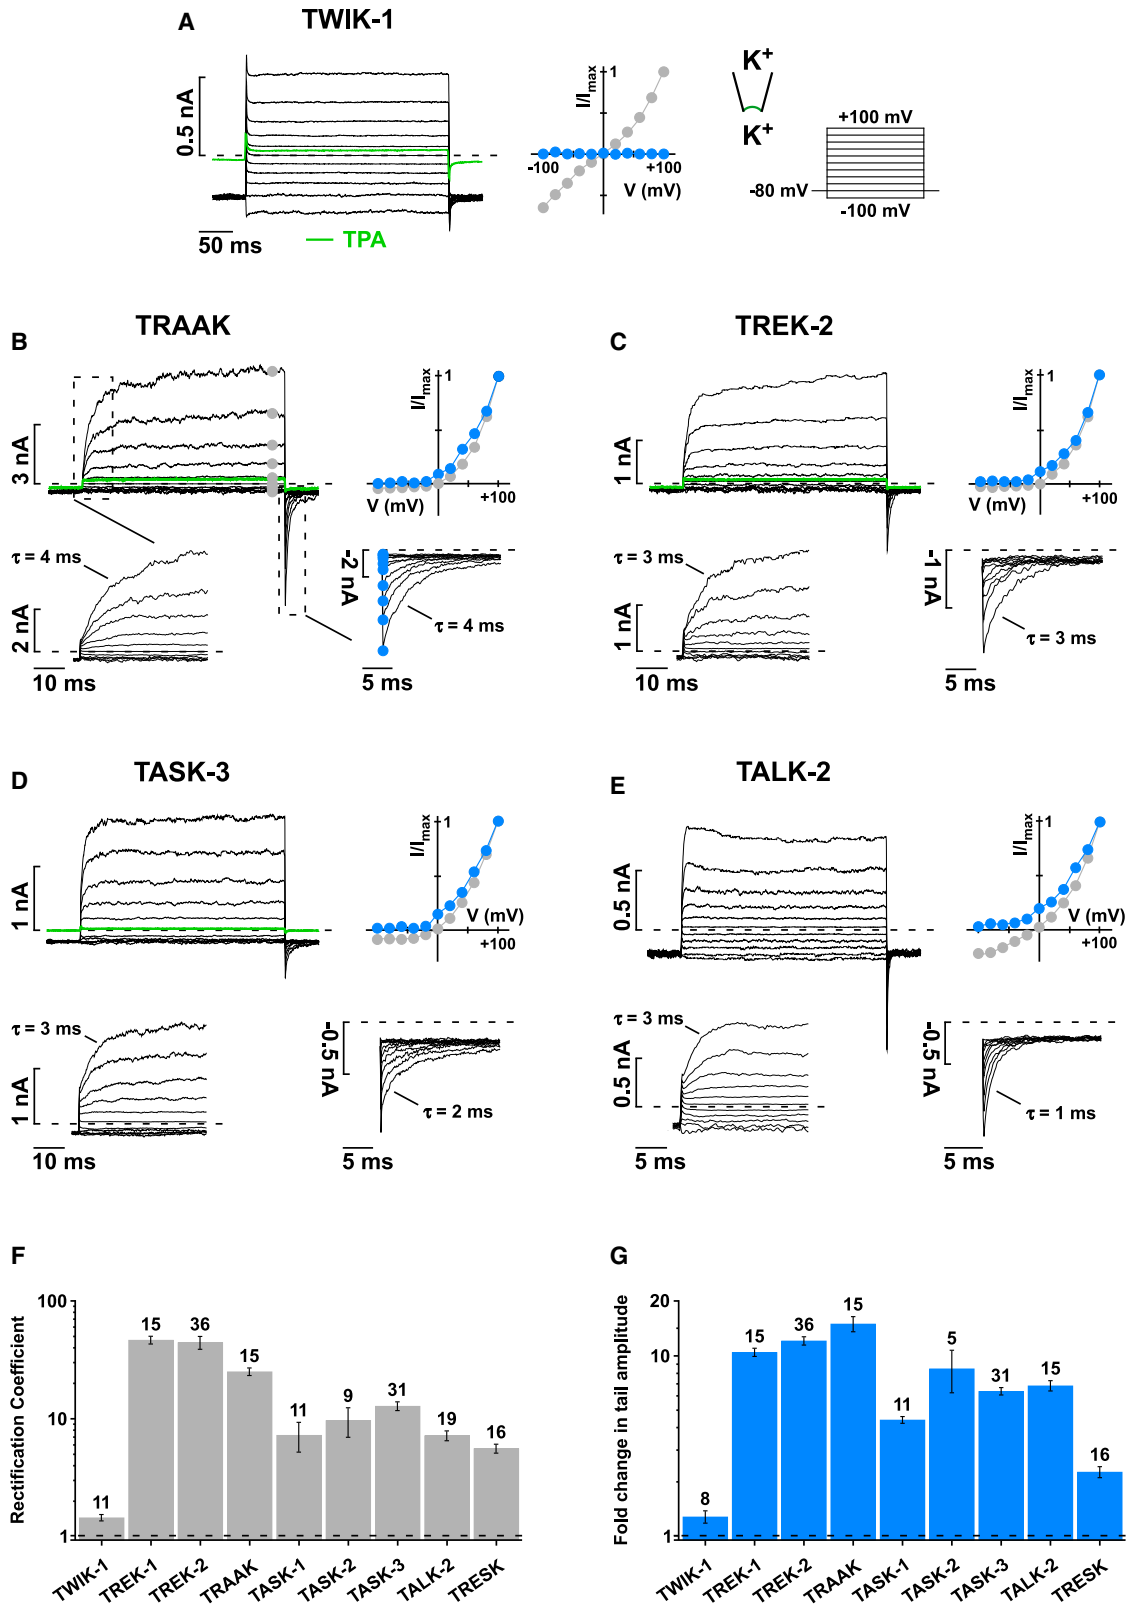 A
TWIK-1
0.5 nA
50 ms
TPA
I/Imax
1
-100
+100
V (mV)
K+
K+
+100 mV
-80 mV
-100 mV
B
TRAAK
3 nA
I/Imax
1
V (mV)
+100
τ = 4 ms
2 nA
10 ms
-2 nA
τ = 4 ms
5 ms
C
TREK-2
1 nA
I/Imax
1
V (mV)
+100
τ = 3 ms
1 nA
10 ms
-1 nA
τ = 3 ms
5 ms
D
TASK-3
1 nA
I/Imax
1
V (mV)
+100
τ = 3 ms
1 nA
10 ms
-0.5 nA
τ = 2 ms
5 ms
E
TALK-2
0.5 nA
I/Imax
1
V (mV)
+100
τ = 3 ms
0.5 nA
5 ms
-0.5 nA
τ = 1 ms
5 ms
F
Rectification Coefficient
100
10
1
11
15
36
15
11
9
31
19
16
TWIK-1
TREK-1
TREK-2
TRAAK
TASK-1
TASK-2
TASK-3
TALK-2
TRESK
G
Fold change in tail amplitude
20
10
1
8
15
36
15
11
5
31
15
16
TWIK-1
TREK-1
TREK-2
TRAAK
TASK-1
TASK-2
TASK-3
TALK-2
TRESK